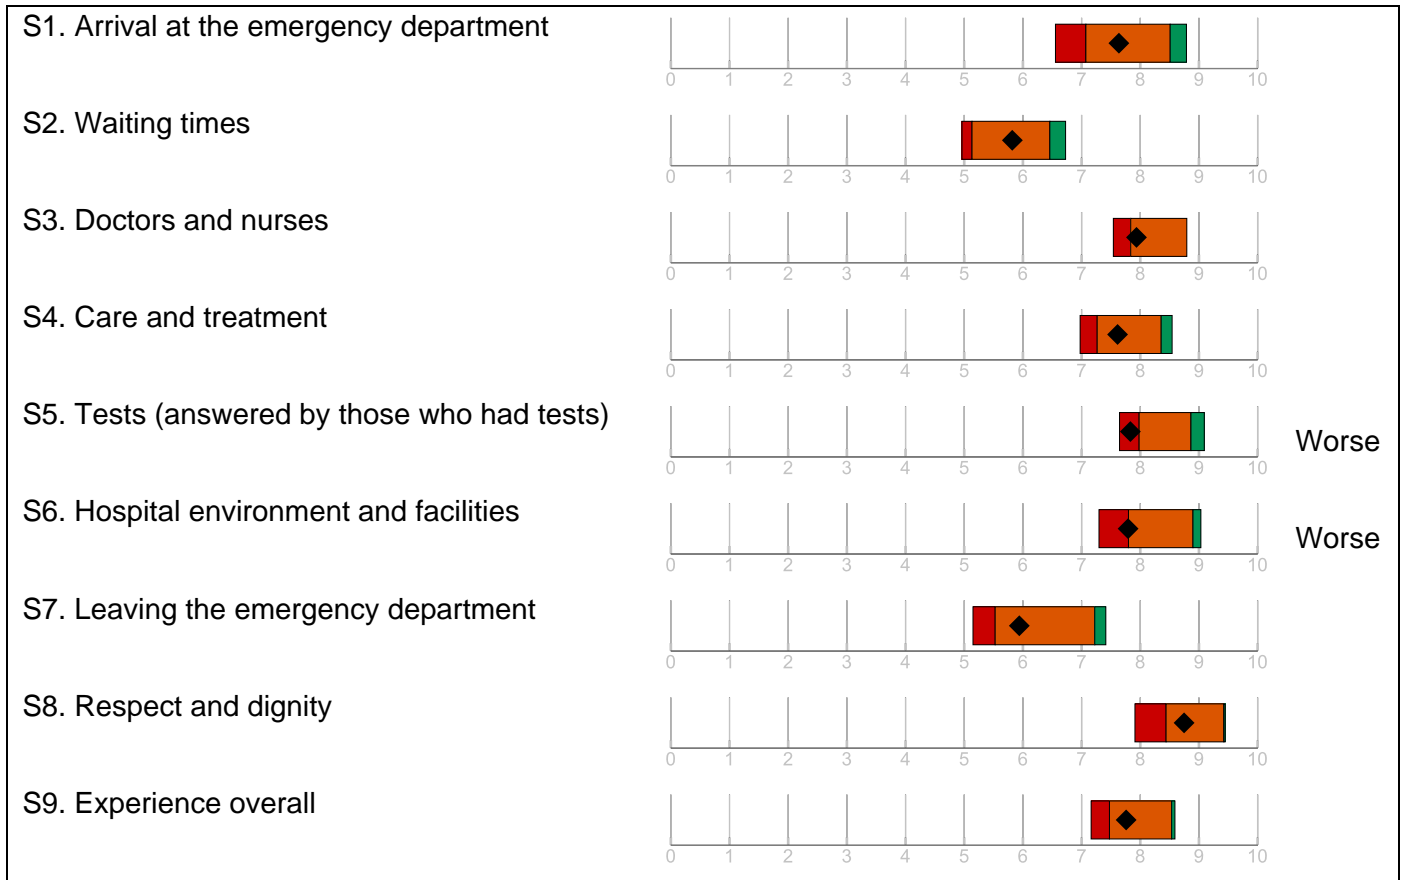 S1. Arrival at the emergency department
0 1 2 3 4 5 6 7 8 9 10
S2. Waiting times
0 1 2 3 4 5 6 7 8 9 10
S3. Doctors and nurses
0 1 2 3 4 5 6 7 8 9 10
S4. Care and treatment
0 1 2 3 4 5 6 7 8 9 10
S5. Tests (answered by those who had tests)
Worse
0 1 2 3 4 5 6 7 8 9 10
S6. Hospital environment and facilities
Worse
0 1 2 3 4 5 6 7 8 9 10
S7. Leaving the emergency department
0 1 2 3 4 5 6 7 8 9 10
S8. Respect and dignity
0 1 2 3 4 5 6 7 8 9 10
S9. Experience overall
0 1 2 3 4 5 6 7 8 9 10